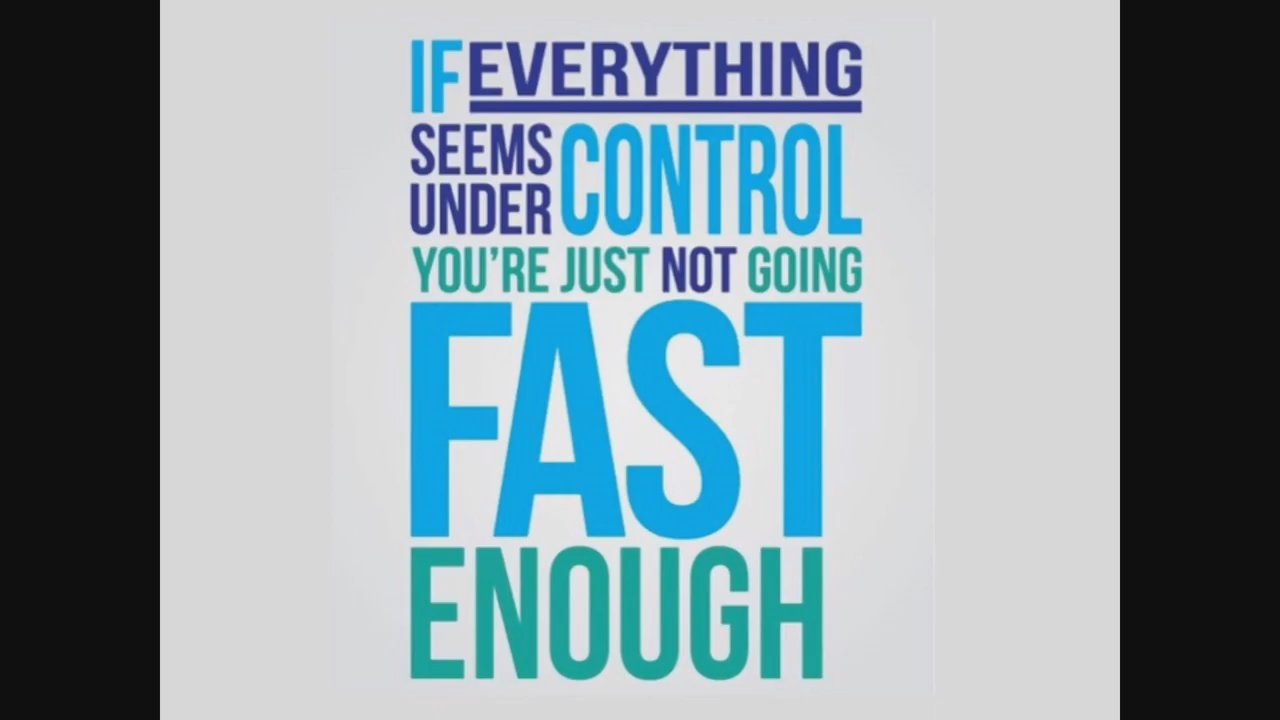 IF EVERYTHING
SEEMS
UNDER CONTROL
YOU'RE JUST NOT GOING
FAST
ENOUGH